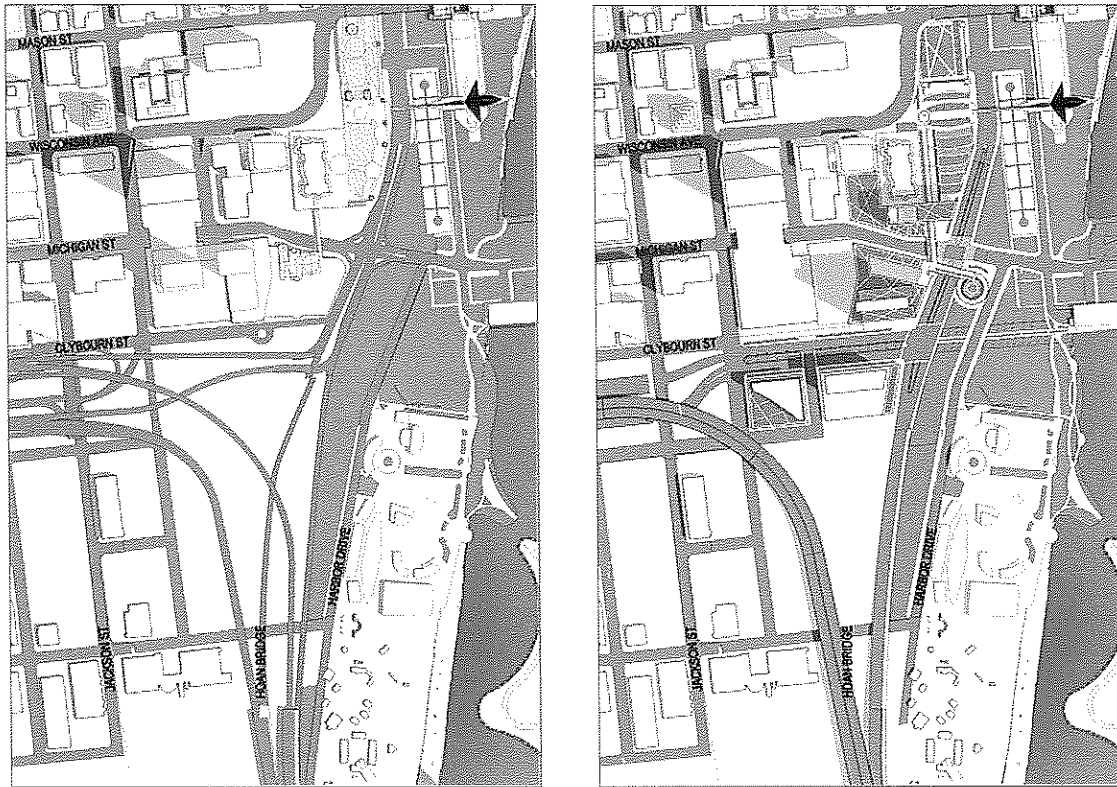 MASON ST.
WISCONSIN AVE.
MICHIGAN ST
CLYBOURN ST
HARBOR DRIVE
HOAN BRIDGE
JACKSON ST
MASON ST.
WISCONSIN AVE.
MICHIGAN ST
CLYBOURN ST
HARBOR DRIVE
HOAN BRIDGE
JACKSON ST